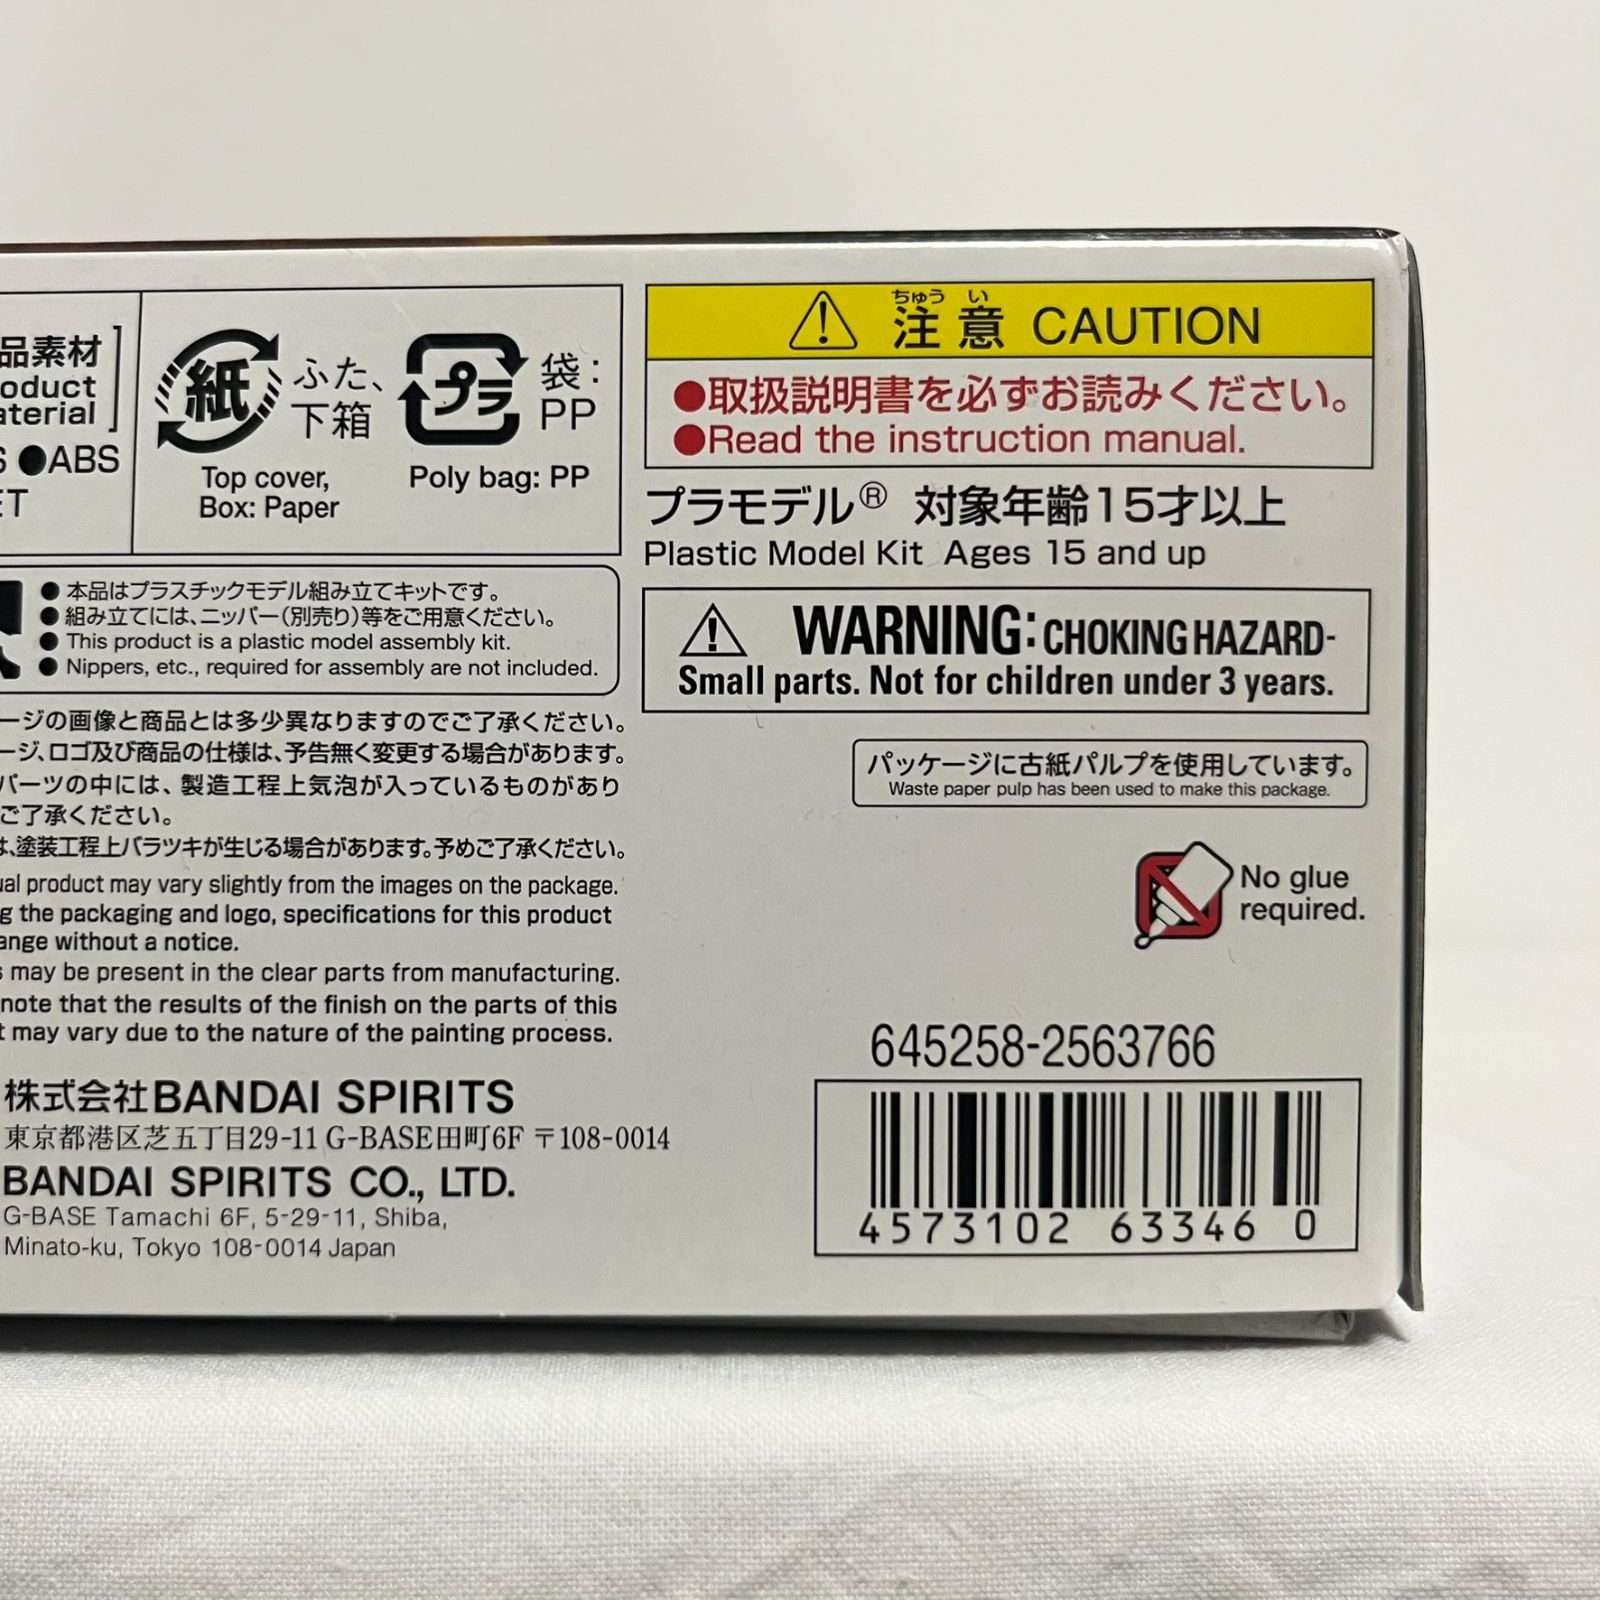 品素材
oduct
aterial
●ABS
ET
紙
ふた、
下箱
Top cover,
Box: Paper
プラ
袋:
PP
Poly bag: PP
● 本品はプラスチックモデル組み立てキットです。
● 組み立てには、ニッパー(別売り)等をご用意ください。
● This product is a plastic model assembly kit.
● Nippers, etc., required for assembly are not included.
ージの画像と商品とは多少異なりますのでご了承ください。
ージ、ロゴ及び商品の仕様は、予告無く変更する場合があります。
パーツの中には、製造工程上気泡が入っているものがあり
ご了承ください。
は、塗装工程上バラツキが生じる場合があります。予めご了承ください。
ual product may vary slightly from the images on the package.
g the packaging and logo, specifications for this product
ange without a notice.
s may be present in the clear parts from manufacturing.
note that the results of the finish on the parts of this
t may vary due to the nature of the painting process.
株式会社BANDAI SPIRITS
東京都港区芝五丁目29-11 G-BASE田町6F 〒108-0014
BANDAI SPIRITS CO., LTD.
G-BASE Tamachi 6F, 5-29-11, Shiba,
Minato-ku, Tokyo 108-0014 Japan
ちゅう い
注意 CAUTION
●取扱説明書を必ずお読みください。
●Read the instruction manual.
プラモデル® 対象年齢15才以上
Plastic Model Kit Ages 15 and up
WARNING: CHOKING HAZARD-
Small parts. Not for children under 3 years.
パッケージに古紙パルプを使用しています。
Waste paper pulp has been used to make this package.
No glue
required.
645258-2563766
4573102 63346 0